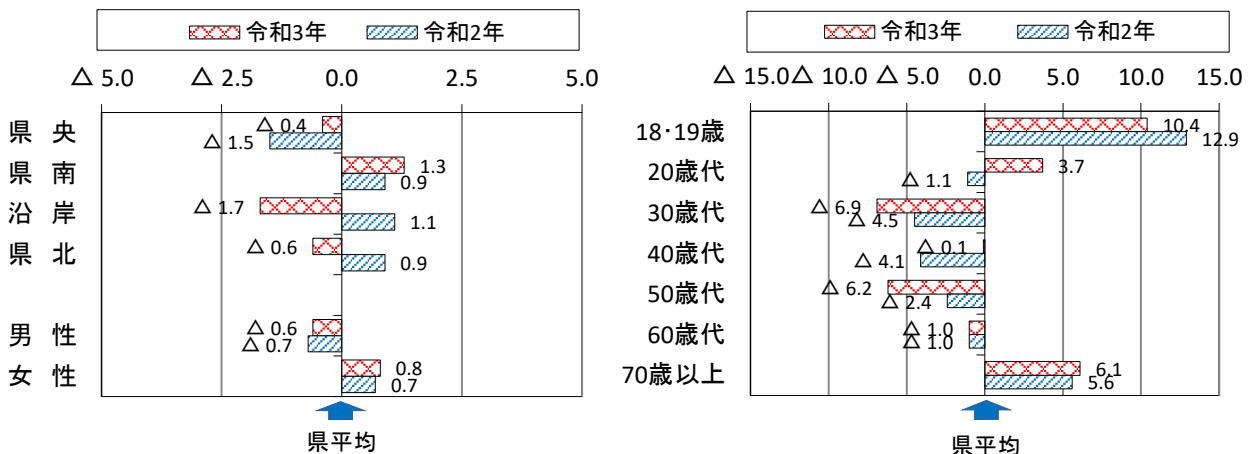 令和3年 令和2年
△ 5.0 △ 2.5 0.0 2.5 5.0
県 央 △ 0.4
△ 1.5
県 南 1.3
0.9
沿 岸 △ 1.7
1.1
県 北 △ 0.6
0.9
男 性 △ 0.6
△ 0.7
女 性 0.8
0.7
県平均
令和3年 令和2年
△ 15.0 △ 10.0 △ 5.0 0.0 5.0 10.0 15.0
18・19歳 10.4
12.9
20歳代 3.7
△ 1.1
30歳代 △ 6.9
△ 4.5
40歳代 △ 0.1
△ 4.1
50歳代 △ 6.2
△ 2.4
60歳代 △ 1.0
△ 1.0
70歳以上 6.1
5.6
県平均